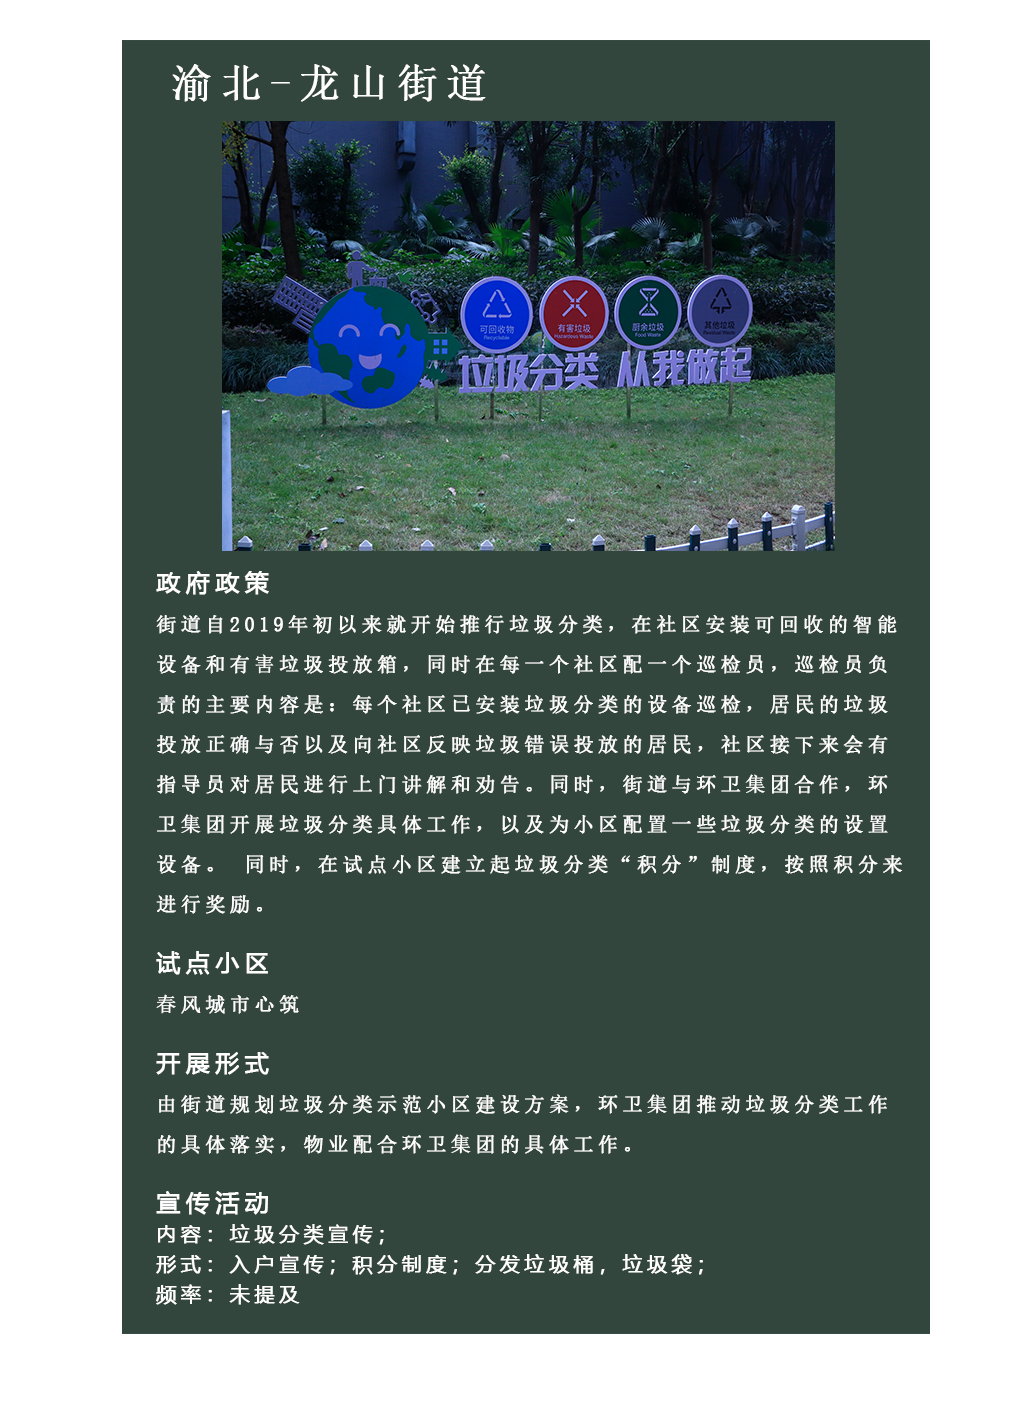 渝北-龙山街道
可回收物
Recyclable
有害垃圾
Hazardous Waste
厨余垃圾
Food Waste
其他垃圾
Residual Waste
垃圾分类 从我做起
政府政策
街道自2019年初以来就开始推行垃圾分类，在社区安装可回收的智能
设备和有害垃圾投放箱，同时在每一个社区配一个巡检员，巡检员负
责的主要内容是：每个社区已安装垃圾分类的设备巡检，居民的垃圾
投放正确与否以及向社区反映垃圾错误投放的居民，社区接下来会有
指导员对居民进行上门讲解和劝告。同时，街道与环卫集团合作，环
卫集团开展垃圾分类具体工作，以及为小区配置一些垃圾分类的设置
设备。 同时，在试点小区建立起垃圾分类“积分”制度，按照积分来
进行奖励。
试点小区
春风城市心筑
开展形式
由街道规划垃圾分类示范小区建设方案，环卫集团推动垃圾分类工作
的具体落实，物业配合环卫集团的具体工作。
宣传活动
内容：垃圾分类宣传；
形式：入户宣传；积分制度；分发垃圾桶，垃圾袋；
频率：未提及